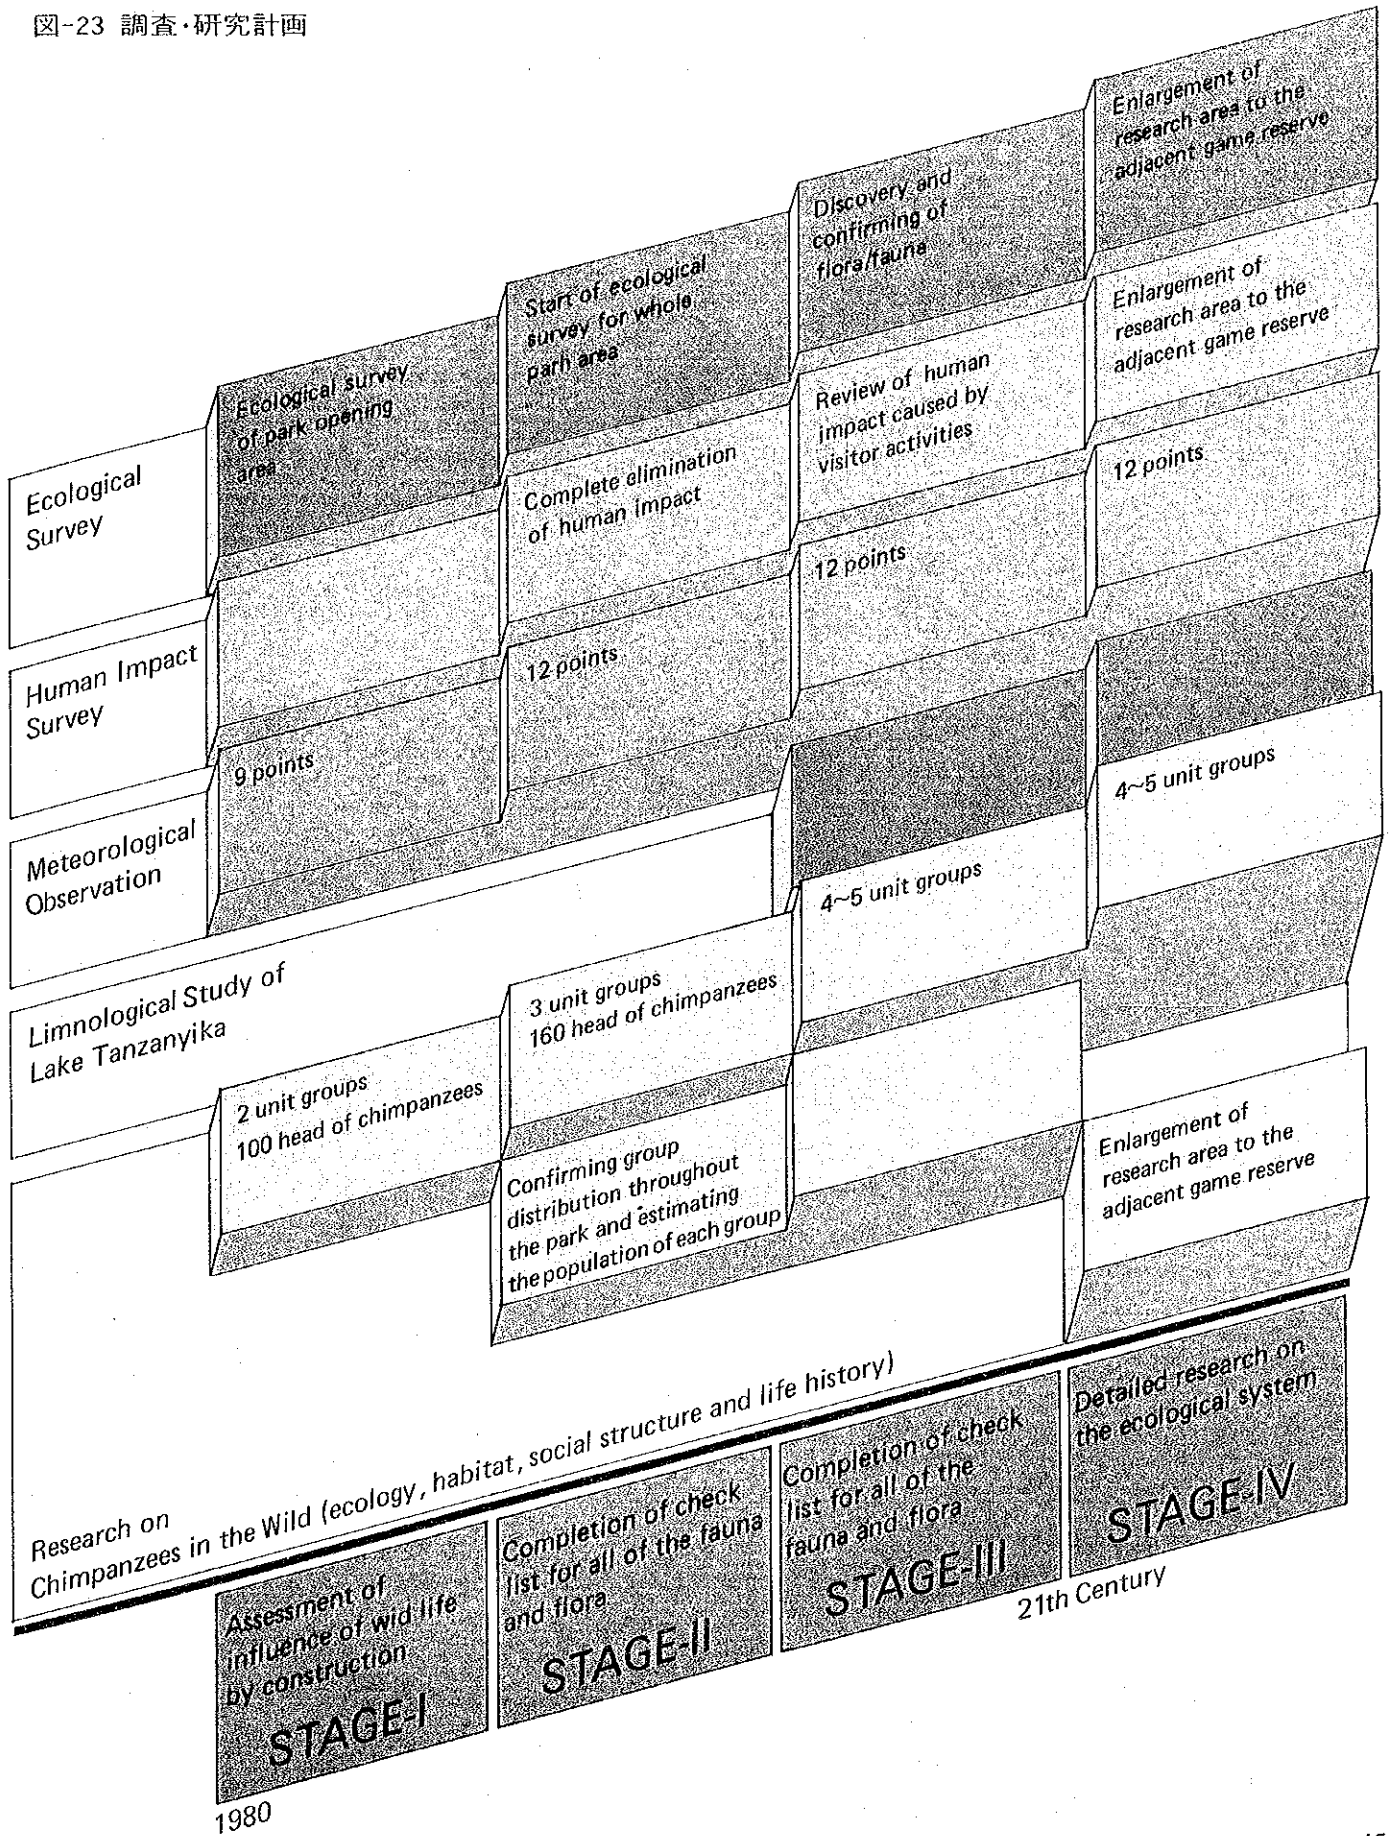 図-23 調査・研究計画
Ecological
Survey
Ecological survey
of park opening
area
Start of ecological
survey for whole
parh area
Discovery and
confirming of
flora/fauna
Enlargement of
research area to the
adjacent game reserve
Human Impact
Survey
Complete elimination
of human impact
Review of human
impact caused by
visitor activities
Enlargement of
research area to the
adjacent game reserve
Meteorological
Observation
9 points
12 points
12 points
12 points
Limnological Study of
Lake Tanzanyika
2 unit groups
100 head of chimpanzees
3 unit groups
160 head of chimpanzees
4~5 unit groups
4~5 unit groups
Confirming group
distribution throughout
the park and estimating
the population of each group
Enlargement of
research area to the
adjacent game reserve
Research on
Chimpanzees in the Wild (ecology, habitat, social structure and life history)
Assessment of
influence of wid life
by construction
STAGE-I
Completion of check
list for all of the fauna
and flora
STAGE-II
Completion of check
list for all of the
fauna and flora
STAGE-III
Detailed research on
the ecological system
STAGE-IV
1980
21th Century